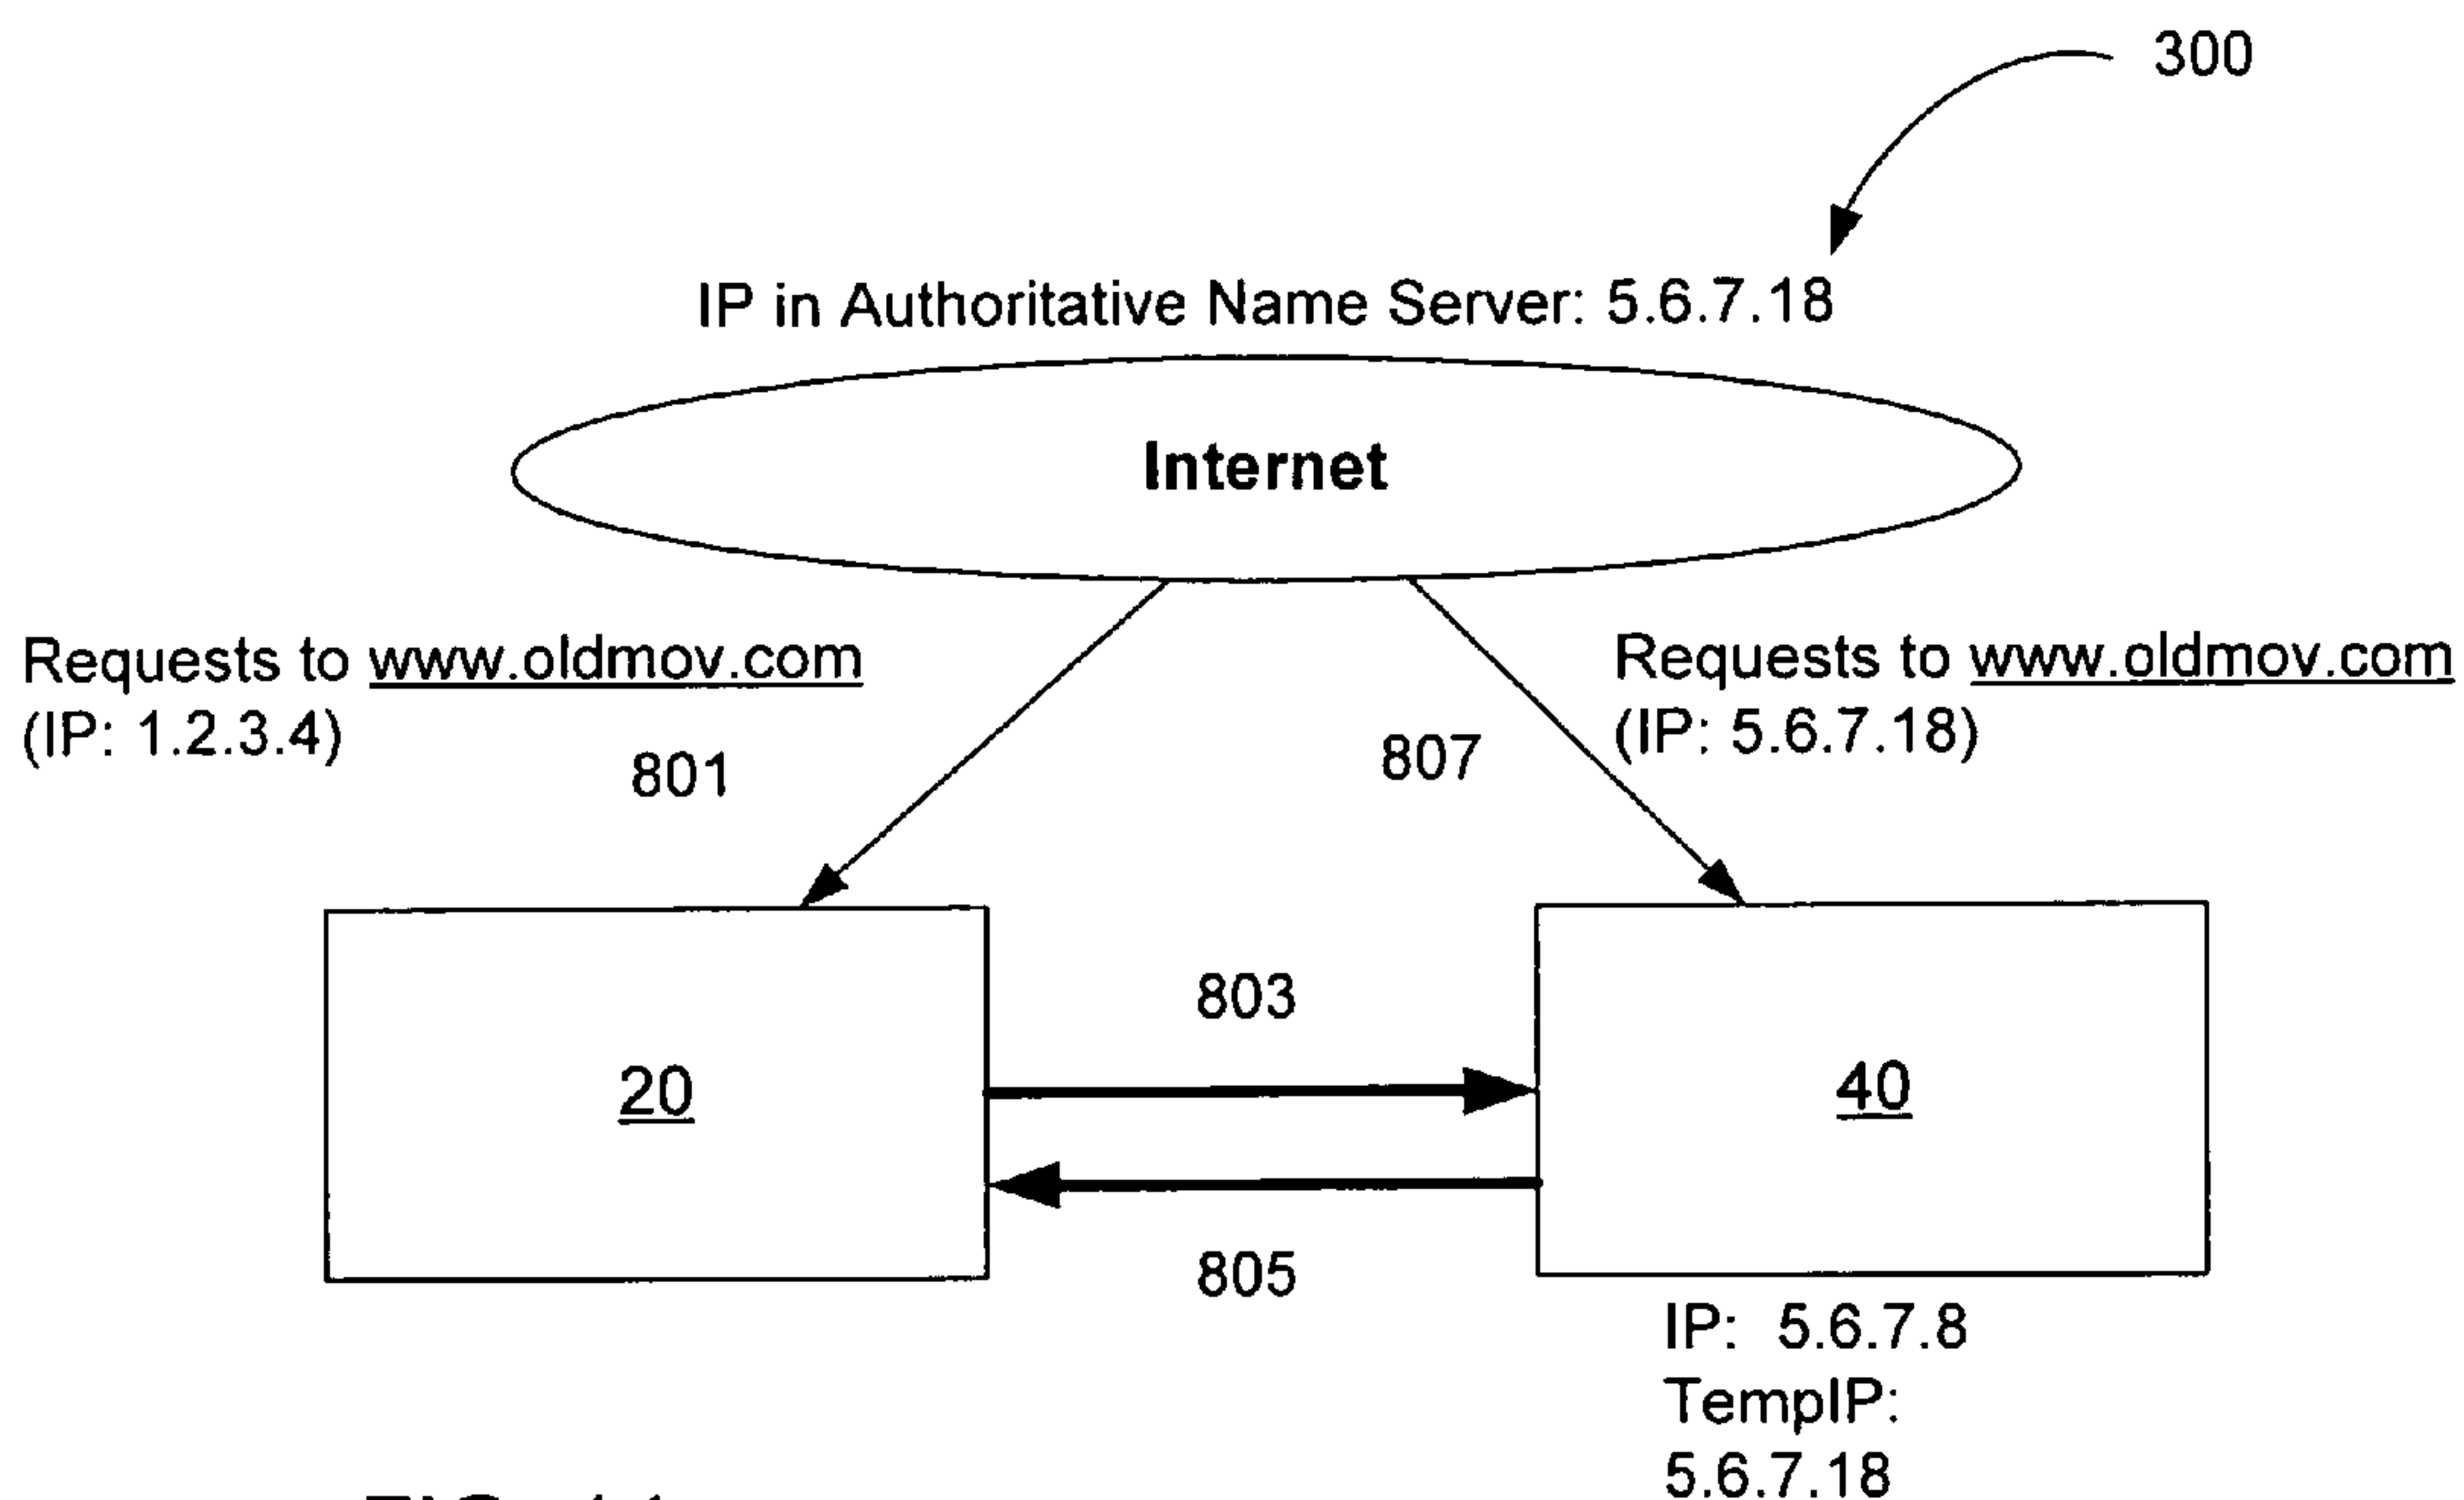 300
IP in Authoritative Name Server: 5.6.7.18
Internet
Requests to www.oldmov.com
(IP: 1.2.3.4)
801
807
Requests to www.oldmov.com
(IP: 5.6.7.18)
803
20
40
805
IP: 5.6.7.8
TempIP:
5.6.7.18